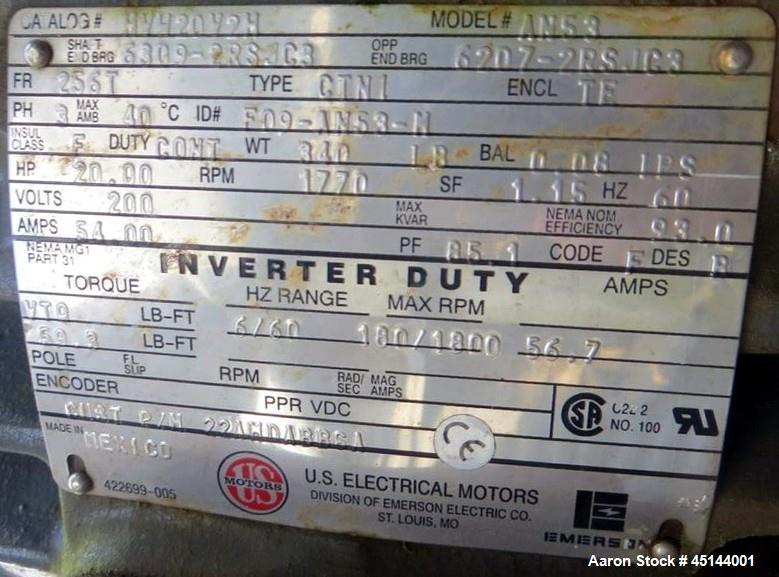 CATALOG# HV42OV2H MODEL# AM53
SHAFT END BRG 6309-2RSJC3 OPP END BRG 6207-2RSJC3
FR 256T TYPE CTN1 ENCL TE
PH 3 MAX AMB 40 °C ID# F09-AM53-M
INSUL CLASS F DUTY CONT WT 340 LB BAL 0.08 IPS
HP 20.00 RPM 1770 SF 1.15 HZ 60
VOLTS 200 MAX KVAR NEMA NOM EFFICIENCY 93.0
AMPS 54.00 PF 85.1 CODE F DES B
NEMA MG1 PART 31 INVERTER DUTY
TORQUE HZ RANGE MAX RPM AMPS
VTQ LB-FT
59.3 LB-FT 6/60 180/1800 56.7
POLE F.L. SUP RPM RAD/SEC MAG AMPS
ENCODER PPR VDC
CUST P/N
MADE IN MEXICO
CE
CSA C22.2 NO. 100
422699-005
US MOTORS
U.S. ELECTRICAL MOTORS
DIVISION OF EMERSON ELECTRIC CO.
ST. LOUIS, MO
EMERSON
Aaron Stock # 45144001